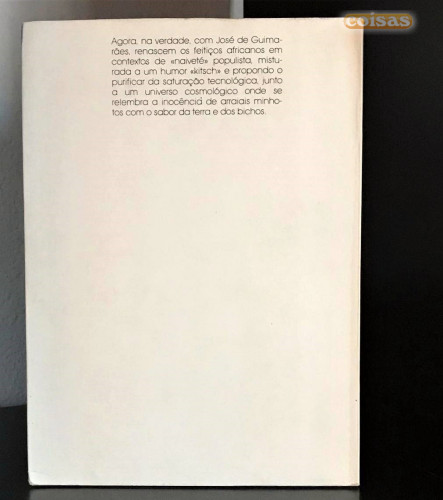 coisas
Agora, na verdade, com José de Guima-
rães, renascem os feitiços africanos em
contextos de «naiveté» populista, mistu-
rada a um humor «kitsch» e propondo o
purificar da saturação tecnológica, junto
a um universo cosmológico onde se
relembra a inocência de arraiais minho-
tos com o sabor da terra e dos bichos.